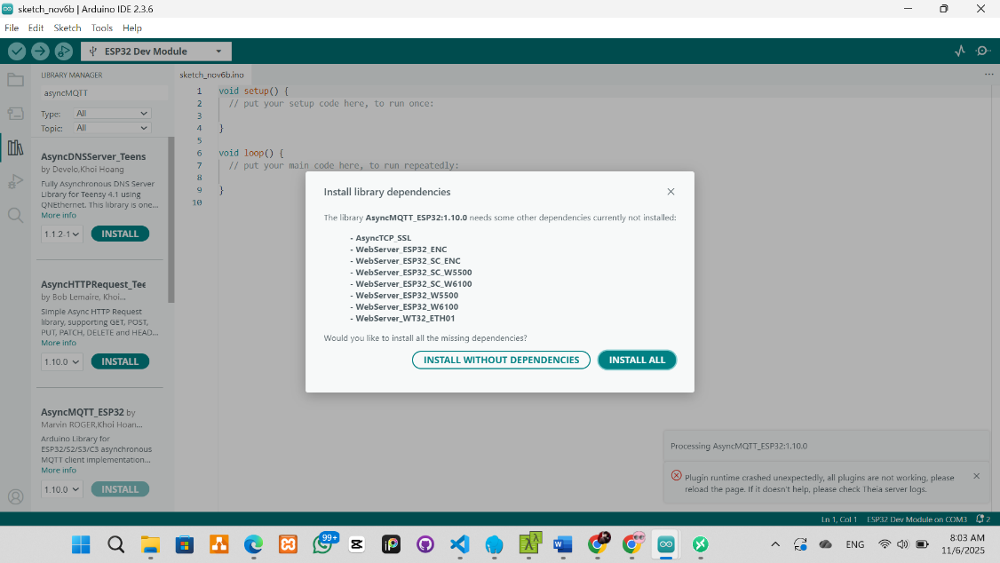 sketch_nov6b | Arduino IDE 2.3.6
File Edit Sketch Tools Help
ESP32 Dev Module
LIBRARY MANAGER
asyncMQTT
Type: All
Topic: All
AsyncDNSServer_Teens
by Develo,Khoi Hoang
Fully Asynchronous DNS Server
Library for Teensy 4.1 using
QNEthernet. This library is one...
More info
1.1.2-1 INSTALL
AsyncHTTPRequest_Tee
by Bob Lemaire, Khoi...
Simple Async HTTP Request
library, supporting GET, POST,
PUT, PATCH, DELETE and HEAD...
More info
1.10.0 INSTALL
AsyncMQTT_ESP32 by
Marvin ROGER,Khoi Hoan...
Arduino Library for
ESP32/S2/S3/C3 asynchronous
MQTT client implementation...
More info
1.10.0 INSTALL
sketch_nov6b.ino
...
1 void setup() {
2 // put your setup code here, to run once:
3
4 }
5
6 void loop() {
7 // put your main code here, to run repeatedly:
8
9 }
10
Install library dependencies
The library AsyncMQTT_ESP32:1.10.0 needs some other dependencies currently not installed:
- AsyncTCP_SSL
- WebServer_ESP32_ENC
- WebServer_ESP32_SC_ENC
- WebServer_ESP32_SC_W5500
- WebServer_ESP32_SC_W6100
- WebServer_ESP32_W5500
- WebServer_ESP32_W6100
- WebServer_WT32_ETH01
Would you like to install all the missing dependencies?
INSTALL WITHOUT DEPENDENCIES INSTALL ALL
Processing AsyncMQTT_ESP32:1.10.0
Plugin runtime crashed unexpectedly, all plugins are not working, please
reload the page. If it doesn't help, please check Theia server logs.
Ln 1, Col 1 ESP32 Dev Module on COM3 2
99+
ENG
8:03 AM
11/6/2025